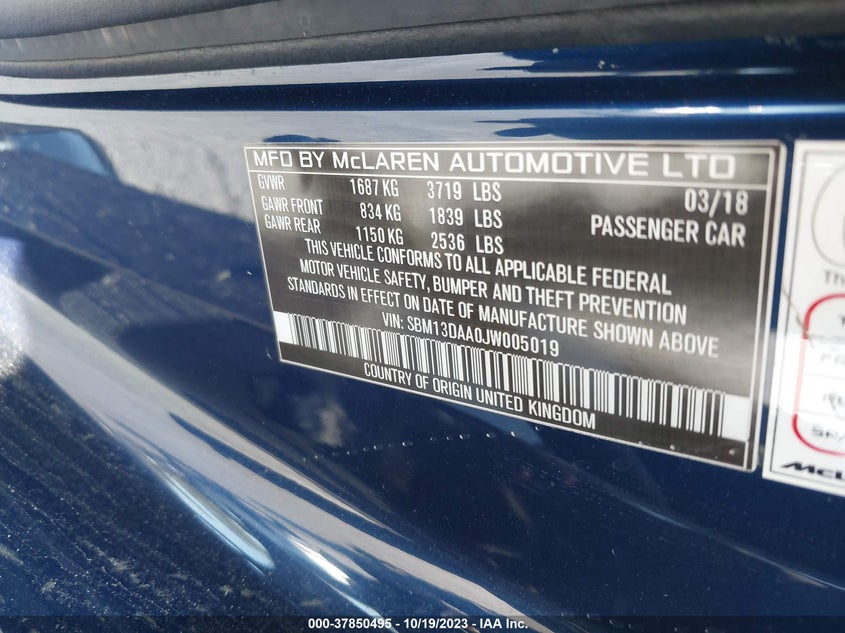 MFD BY McLAREN AUTOMOTIVE LTD
GVWR 1687 KG 3719 LBS 03/18
GAWR FRONT 834 KG 1839 LBS PASSENGER CAR
GAWR REAR 1150 KG 2536 LBS
THIS VEHICLE CONFORMS TO ALL APPLICABLE FEDERAL
MOTOR VEHICLE SAFETY, BUMPER AND THEFT PREVENTION
STANDARDS IN EFFECT ON DATE OF MANUFACTURE SHOWN ABOVE
VIN: SBM13DAA0JW005019
COUNTRY OF ORIGIN UNITED KINGDOM
000-37850495 - 10/19/2023 - IAA Inc.